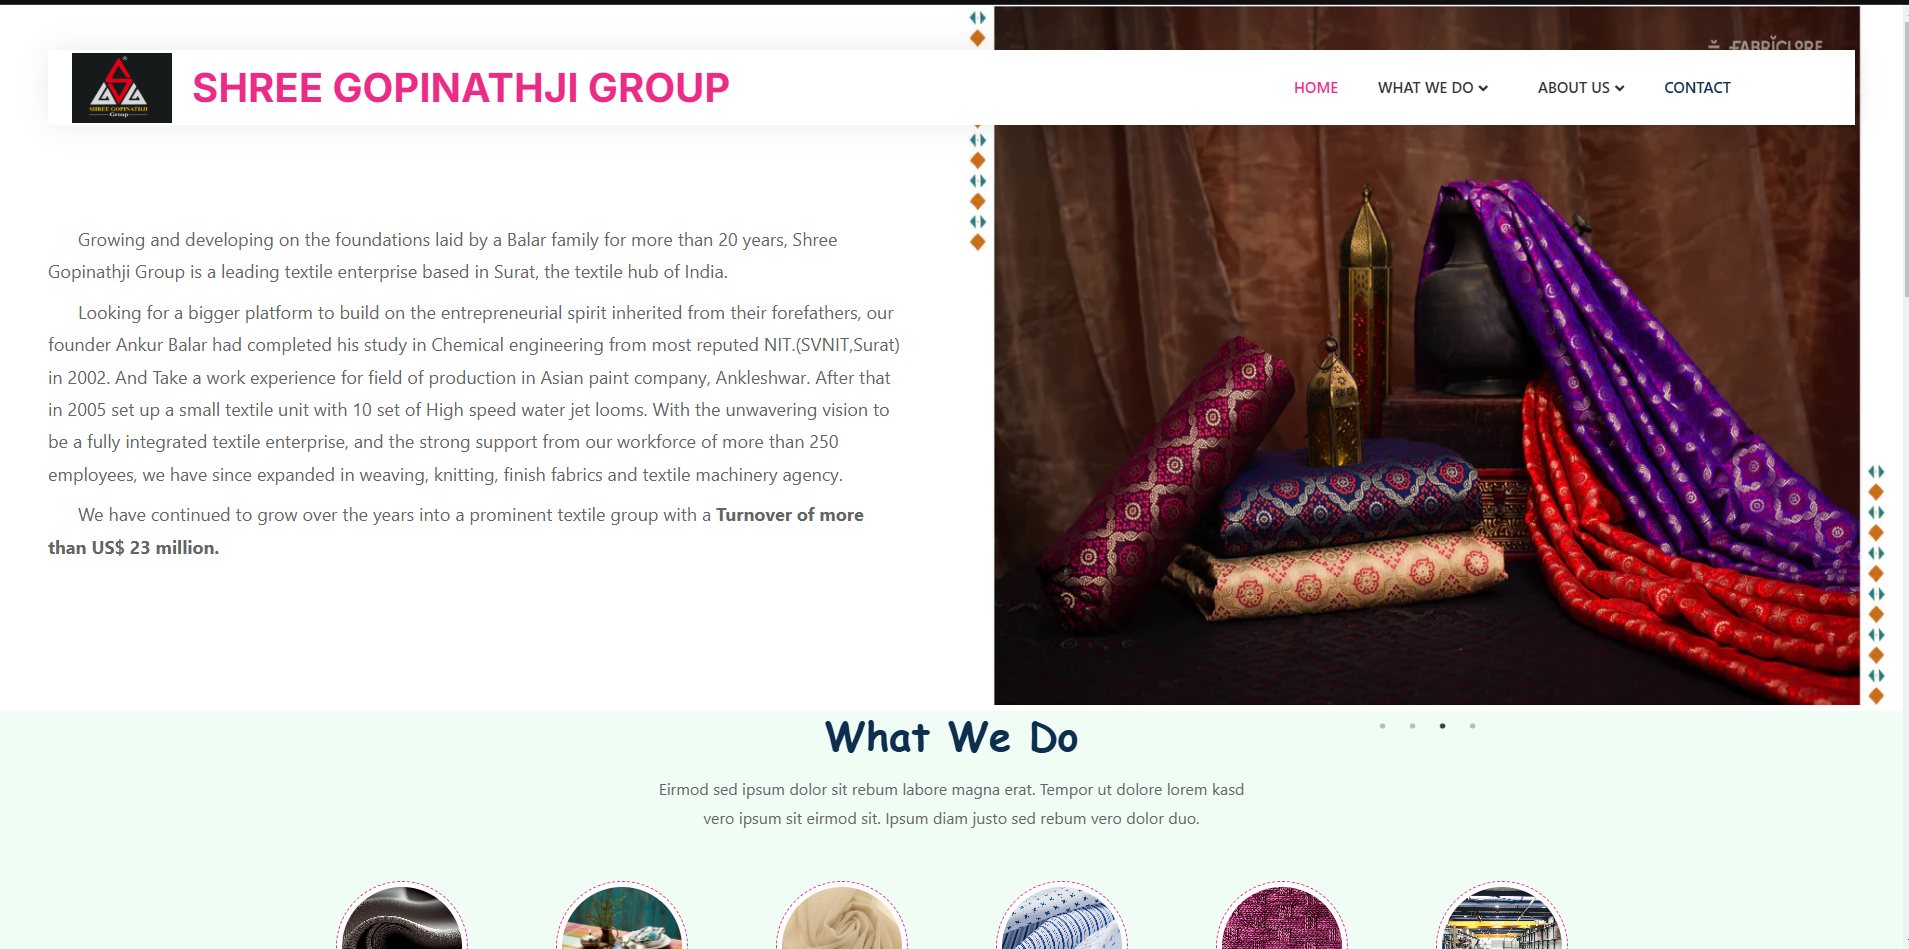 FABRICLORE
SHREE GOPINATHJI
Group
SHREE GOPINATHJI GROUP
HOME
WHAT WE DO
ABOUT US
CONTACT
Growing and developing on the foundations laid by a Balar family for more than 20 years, Shree
Gopinathji Group is a leading textile enterprise based in Surat, the textile hub of India.
Looking for a bigger platform to build on the entrepreneurial spirit inherited from their forefathers, our
founder Ankur Balar had completed his study in Chemical engineering from most reputed NIT.(SVNIT,Surat)
in 2002. And Take a work experience for field of production in Asian paint company, Ankleshwar. After that
in 2005 set up a small textile unit with 10 set of High speed water jet looms. With the unwavering vision to
be a fully integrated textile enterprise, and the strong support from our workforce of more than 250
employees, we have since expanded in weaving, knitting, finish fabrics and textile machinery agency.
We have continued to grow over the years into a prominent textile group with a Turnover of more
than US$ 23 million.
What We Do
Eirmod sed ipsum dolor sit rebum labore magna erat. Tempor ut dolore lorem kasd
vero ipsum sit eirmod sit. Ipsum diam justo sed rebum vero dolor duo.